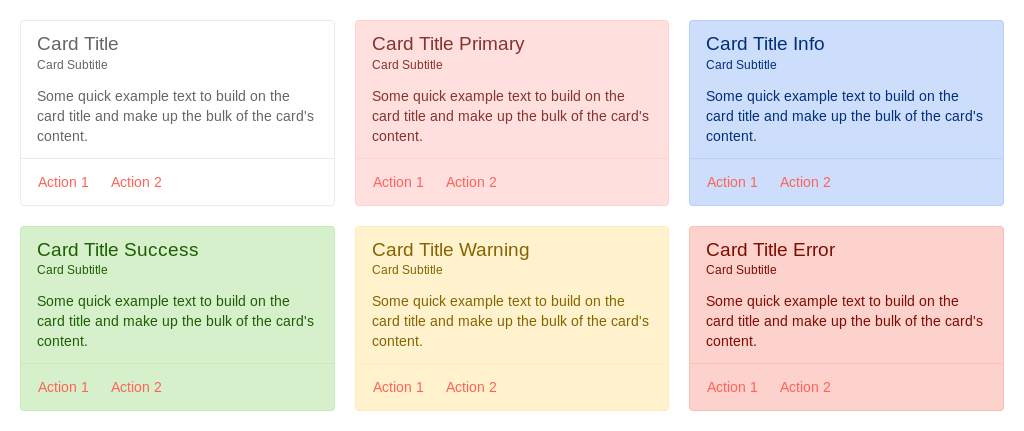 Card Title
Card Subtitle
Some quick example text to build on the
card title and make up the bulk of the card's
content.
Action 1 Action 2
Card Title Primary
Card Subtitle
Some quick example text to build on the
card title and make up the bulk of the card's
content.
Action 1 Action 2
Card Title Info
Card Subtitle
Some quick example text to build on the
card title and make up the bulk of the card's
content.
Action 1 Action 2
Card Title Success
Card Subtitle
Some quick example text to build on the
card title and make up the bulk of the card's
content.
Action 1 Action 2
Card Title Warning
Card Subtitle
Some quick example text to build on the
card title and make up the bulk of the card's
content.
Action 1 Action 2
Card Title Error
Card Subtitle
Some quick example text to build on the
card title and make up the bulk of the card's
content.
Action 1 Action 2